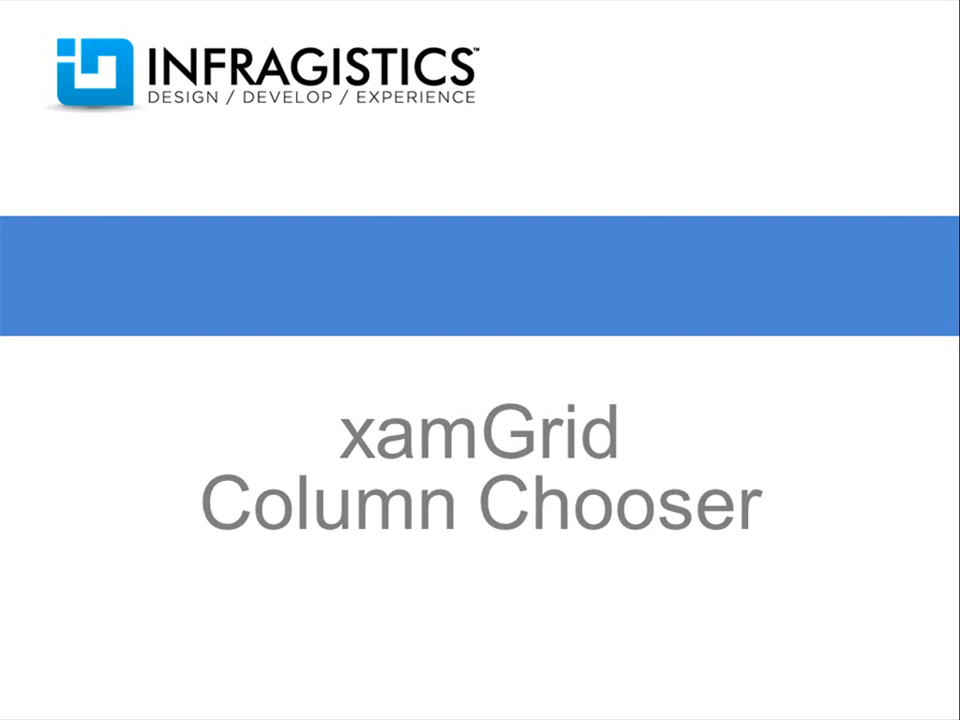 INFRAGISTICS™
DESIGN / DEVELOP / EXPERIENCE
xamGrid
Column Chooser